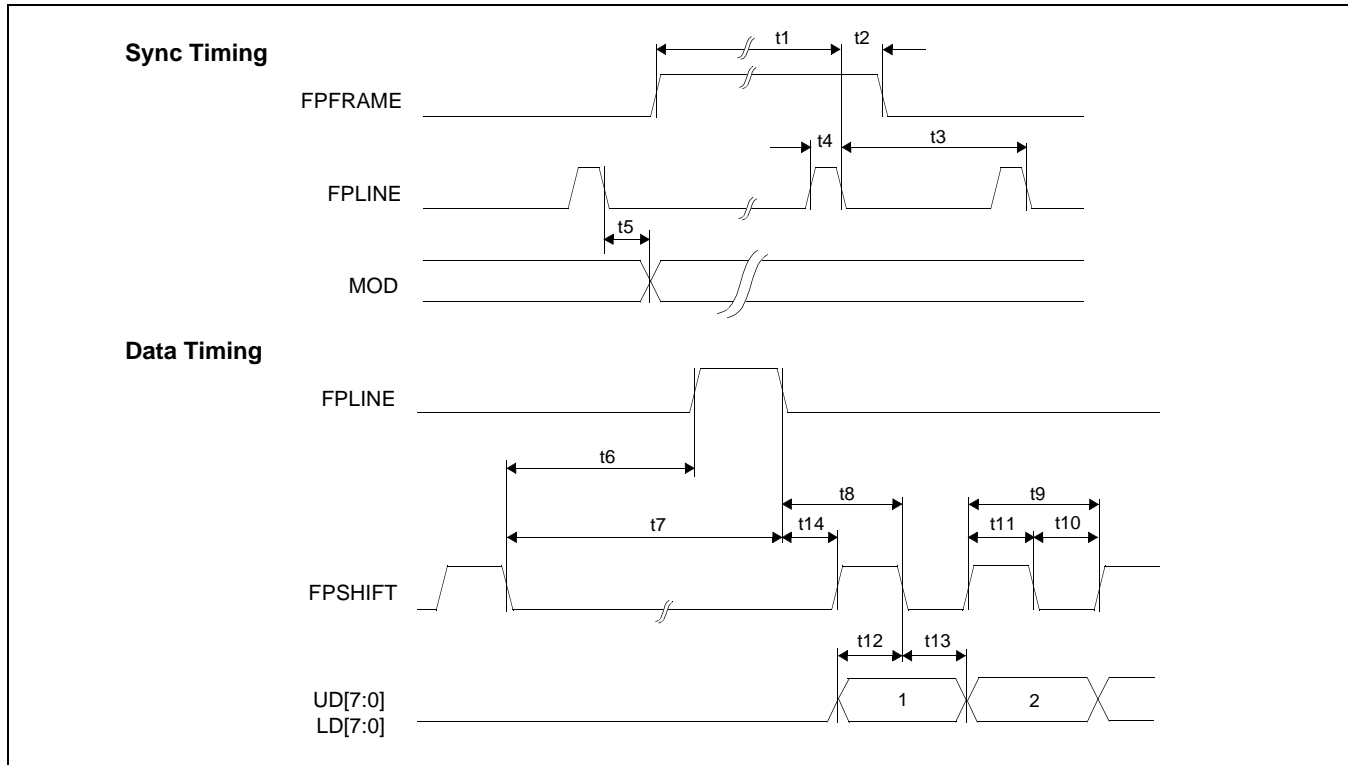 Sync Timing
t1
t2
FPFRAME
t4
t3
FPLINE
t5
MOD
Data Timing
FPLINE
t6
t8
t9
t7
t14
t11
t10
FPSHIFT
t12
t13
UD[7:0]
LD[7:0]
1
2